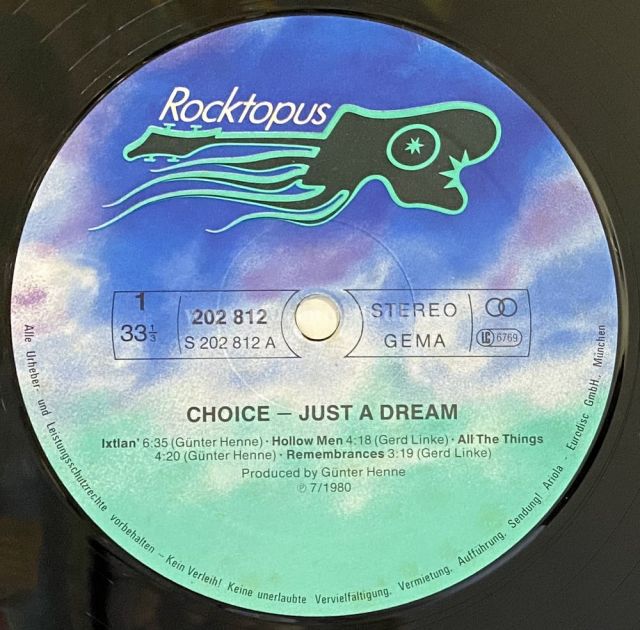 Rocktopus
1
33 1/3
202 812
S 202 812 A
STEREO
GEMA
LC 6769
CHOICE – JUST A DREAM
Ixtlan' 6:35 (Günter Henne) · Hollow Men 4:18 (Gerd Linke) · All The Things
4:20 (Günter Henne) · Remembrances 3:19 (Gerd Linke)
Produced by Günter Henne
℗ 7/1980
Alle Urheber- und Leistungsschutzrechte vorbehalten – Kein Verleih! Keine unerlaubte Vervielfältigung, Vermietung, Aufführung, Sendung! Ariola - Eurodisc GmbH., München